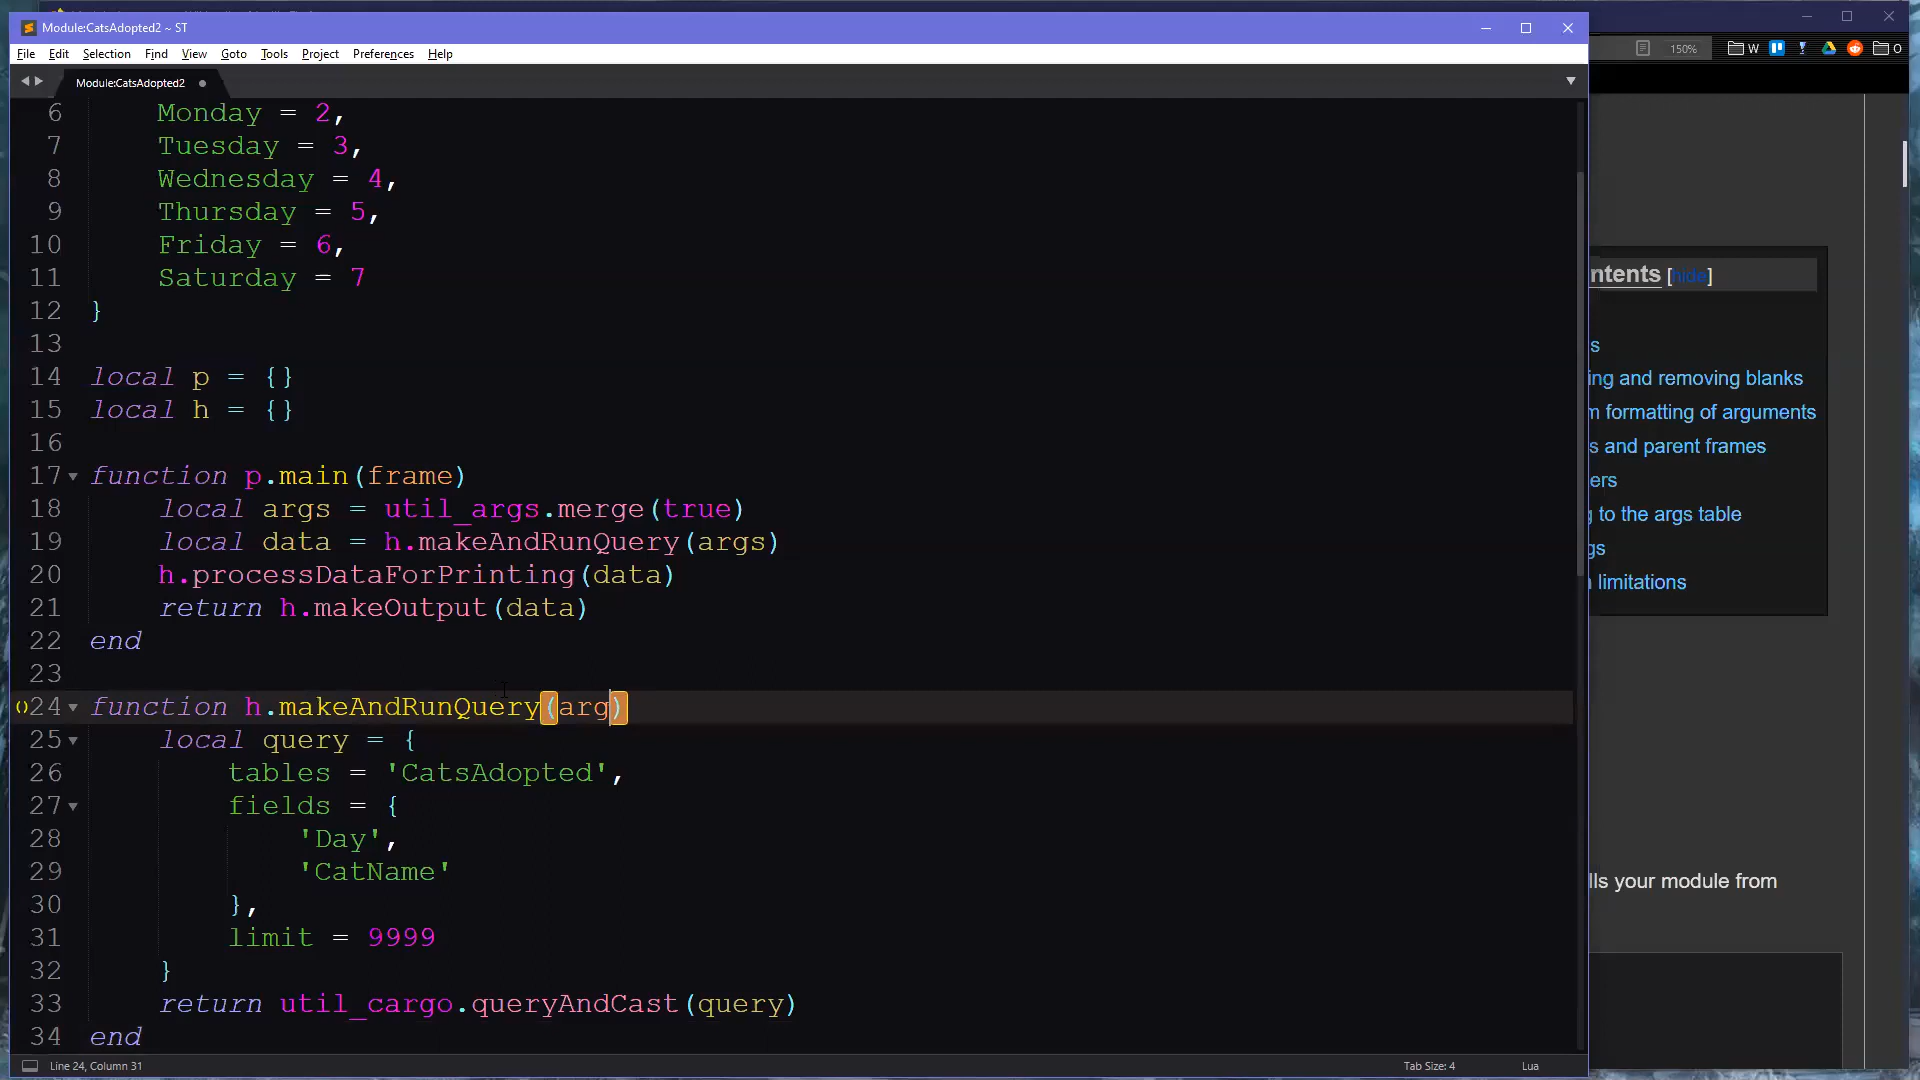 Module:CatsAdopted2 ~ ST
File Edit Selection Find View Goto Tools Project Preferences Help
150% W O
Module:CatsAdopted2
6 Monday = 2,
7 Tuesday = 3,
8 Wednesday = 4,
9 Thursday = 5,
10 Friday = 6,
11 Saturday = 7
12 }
13
14 local p = {}
15 local h = {}
16
17 function p.main(frame)
18 local args = util_args.merge(true)
19 local data = h.makeAndRunQuery(args)
20 h.processDataForPrinting(data)
21 return h.makeOutput(data)
22 end
23
24 function h.makeAndRunQuery(arg)
25 local query = {
26 tables = 'CatsAdopted',
27 fields = {
28 'Day',
29 'CatName'
30 },
31 limit = 9999
32 }
33 return util_cargo.queryAndCast(query)
34 end
ntents [hide]
s
ing and removing blanks
m formatting of arguments
s and parent frames
ers
g to the args table
gs
n limitations
lls your module from
Line 24, Column 31
Tab Size: 4
Lua